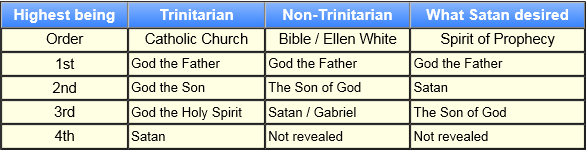 Highest being Trinitarian Non-Trinitarian What Satan desired
Order Catholic Church Bible / Ellen White Spirit of Prophecy
1st God the Father God the Father God the Father
2nd God the Son The Son of God Satan
3rd God the Holy Spirit Satan / Gabriel The Son of God
4th Satan Not revealed Not revealed